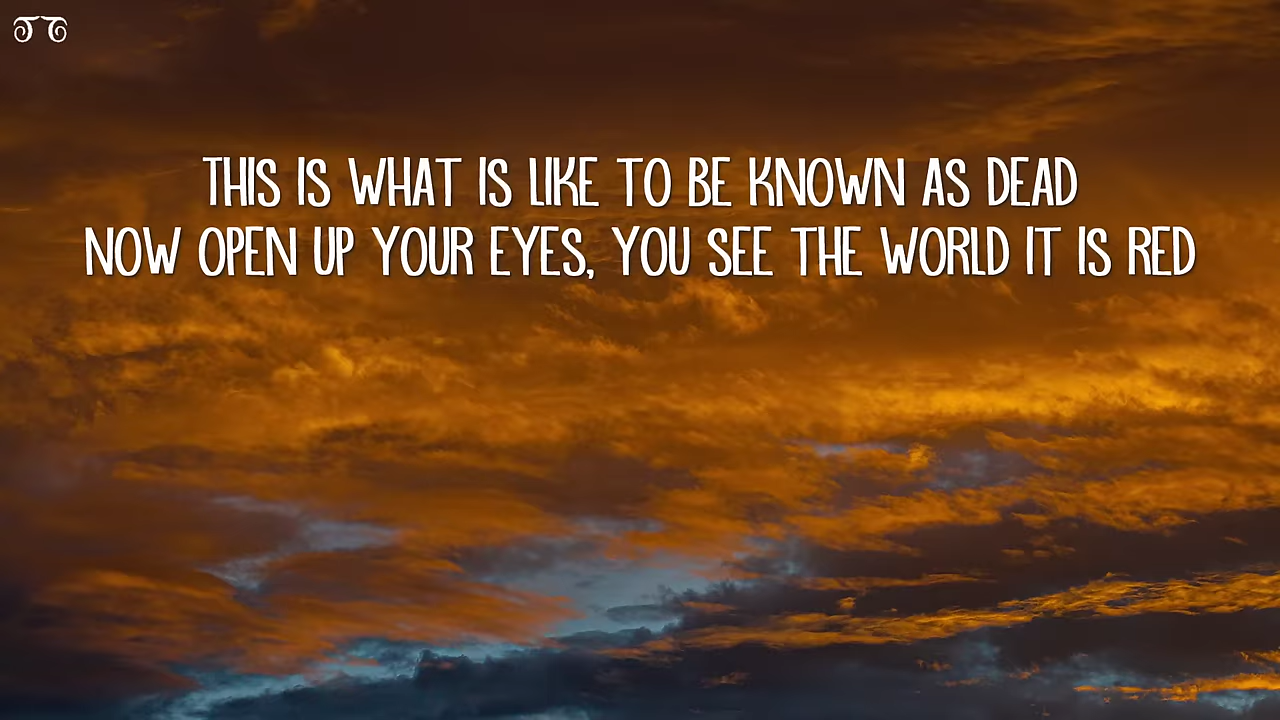 THIS IS WHAT IS LIKE TO BE KNOWN AS DEAD
NOW OPEN UP YOUR EYES, YOU SEE THE WORLD IT IS RED